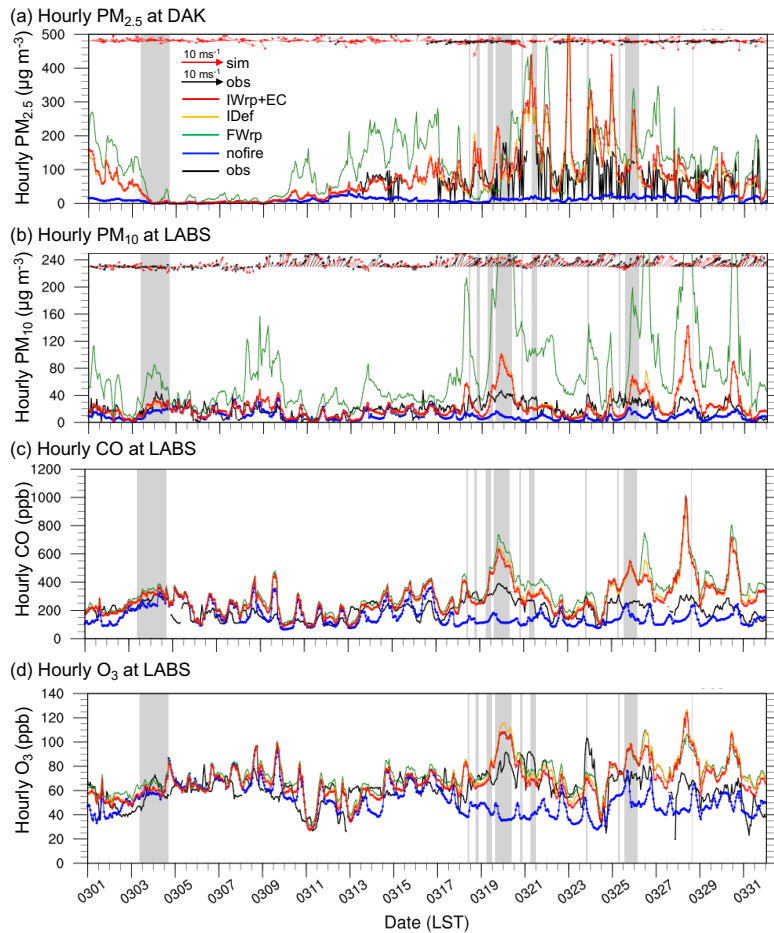 (a) Hourly PM2.5 at DAK
Hourly PM2.5 (µg m-3)
500
400
300
200
100
0
10 ms-1
sim
10 ms-1
obs
IWrp+EC
IDef
FWrp
nofire
obs
(b) Hourly PM10 at LABS
Hourly PM10 (µg m-3)
240
200
160
120
80
40
0
(c) Hourly CO at LABS
Hourly CO (ppb)
1200
1000
800
600
400
200
0
(d) Hourly O3 at LABS
Hourly O3 (ppb)
140
120
100
80
60
40
20
0
0301 0303 0305 0307 0309 0311 0313 0315 0317 0319 0321 0323 0325 0327 0329 0331
Date (LST)